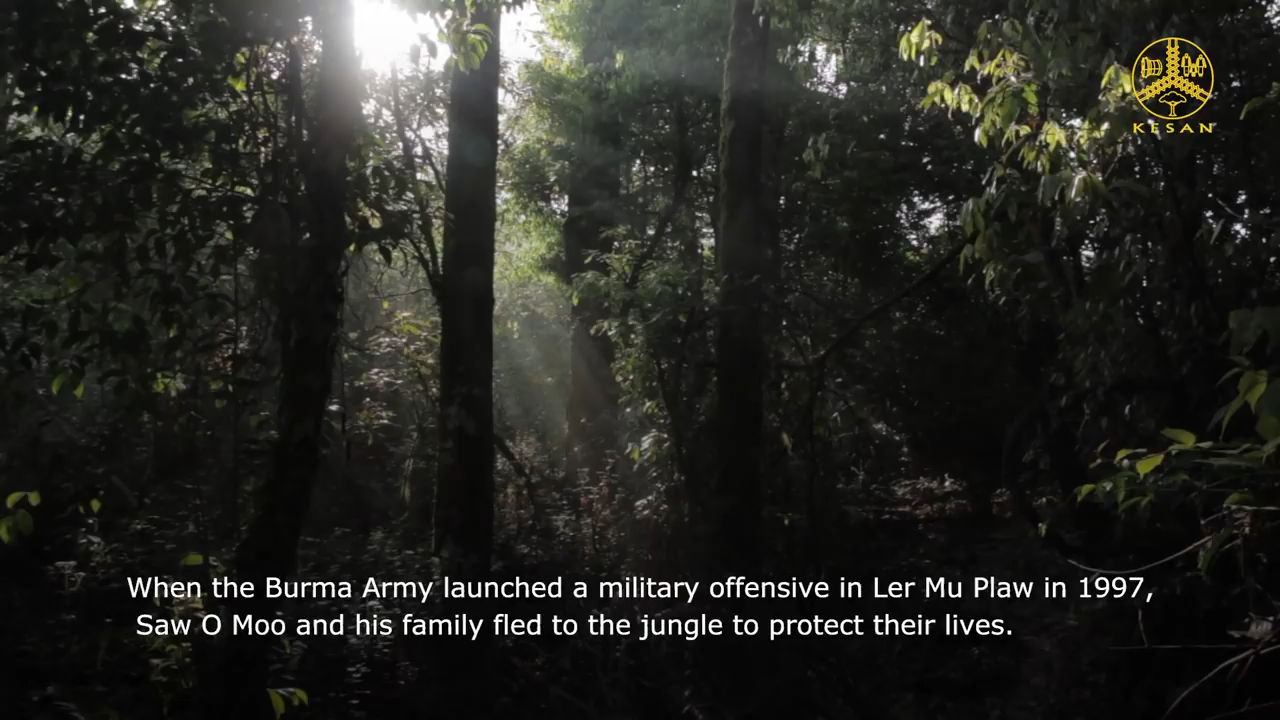 KESAN
When the Burma Army launched a military offensive in Ler Mu Plaw in 1997,
Saw O Moo and his family fled to the jungle to protect their lives.